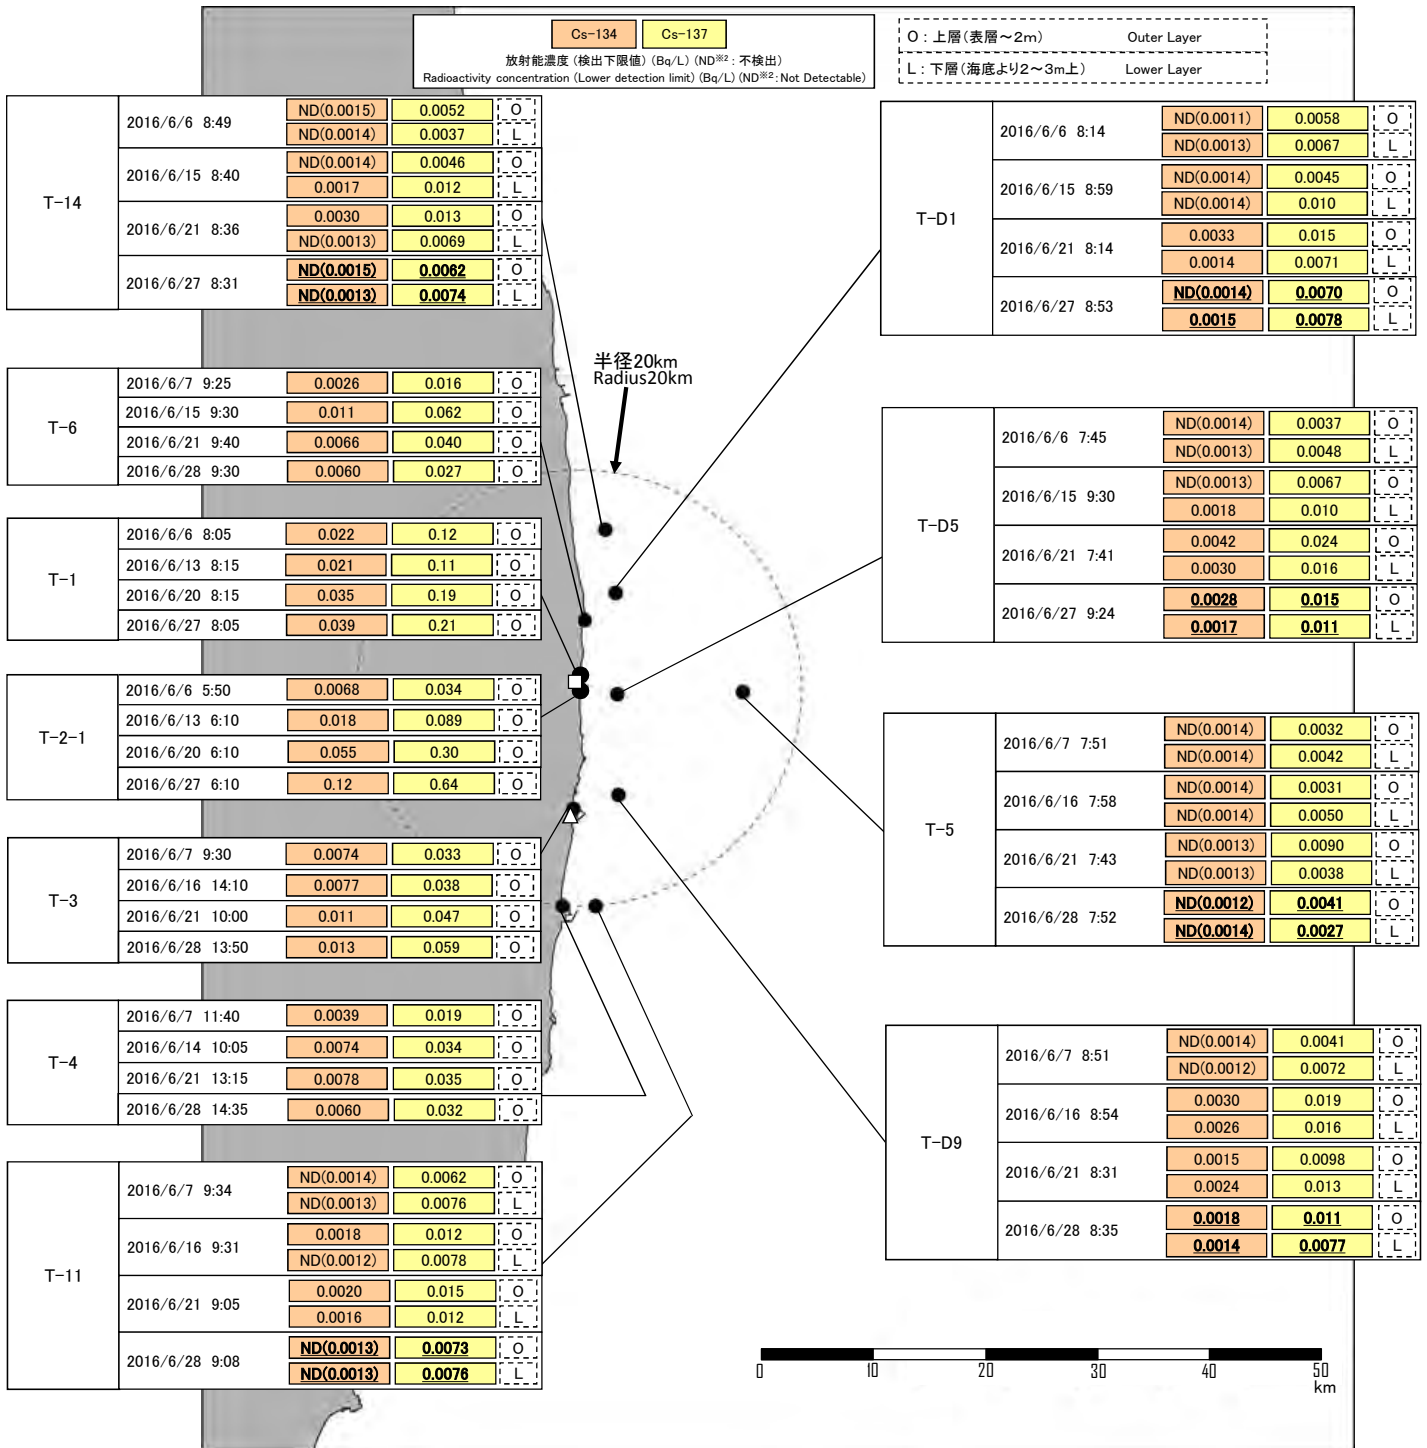 Cs-134 Cs-137
放射能濃度 (検出下限値) (Bq/L) (ND※2 : 不検出)
Radioactivity concentration (Lower detection limit) (Bq/L) (ND※2: Not Detectable)
O : 上層(表層～2m) Outer Layer
L : 下層(海底より2～3m上) Lower Layer
T-14
2016/6/6 8:49
ND(0.0015) 0.0052 O
ND(0.0014) 0.0037 L
2016/6/15 8:40
ND(0.0014) 0.0046 O
0.0017 0.012 L
2016/6/21 8:36
0.0030 0.013 O
ND(0.0013) 0.0069 L
2016/6/27 8:31
ND(0.0015) 0.0062 O
ND(0.0013) 0.0074 L
T-6
2016/6/7 9:25 0.0026 0.016 O
2016/6/15 9:30 0.011 0.062 O
2016/6/21 9:40 0.0066 0.040 O
2016/6/28 9:30 0.0060 0.027 O
T-1
2016/6/6 8:05 0.022 0.12 O
2016/6/13 8:15 0.021 0.11 O
2016/6/20 8:15 0.035 0.19 O
2016/6/27 8:05 0.039 0.21 O
T-2-1
2016/6/6 5:50 0.0068 0.034 O
2016/6/13 6:10 0.018 0.089 O
2016/6/20 6:10 0.055 0.30 O
2016/6/27 6:10 0.12 0.64 O
T-3
2016/6/7 9:30 0.0074 0.033 O
2016/6/16 14:10 0.0077 0.038 O
2016/6/21 10:00 0.011 0.047 O
2016/6/28 13:50 0.013 0.059 O
T-4
2016/6/7 11:40 0.0039 0.019 O
2016/6/14 10:05 0.0074 0.034 O
2016/6/21 13:15 0.0078 0.035 O
2016/6/28 14:35 0.0060 0.032 O
T-11
2016/6/7 9:34
ND(0.0014) 0.0062 O
ND(0.0013) 0.0076 L
2016/6/16 9:31
0.0018 0.012 O
ND(0.0012) 0.0078 L
2016/6/21 9:05
0.0020 0.015 O
0.0016 0.012 L
2016/6/28 9:08
ND(0.0013) 0.0073 O
ND(0.0013) 0.0076 L
半径20km
Radius20km
T-D1
2016/6/6 8:14
ND(0.0011) 0.0058 O
ND(0.0013) 0.0067 L
2016/6/15 8:59
ND(0.0014) 0.0045 O
ND(0.0014) 0.010 L
2016/6/21 8:14
0.0033 0.015 O
0.0014 0.0071 L
2016/6/27 8:53
ND(0.0014) 0.0070 O
0.0015 0.0078 L
T-D5
2016/6/6 7:45
ND(0.0014) 0.0037 O
ND(0.0013) 0.0048 L
2016/6/15 9:30
ND(0.0013) 0.0067 O
0.0018 0.010 L
2016/6/21 7:41
0.0042 0.024 O
0.0030 0.016 L
2016/6/27 9:24
0.0028 0.015 O
0.0017 0.011 L
T-5
2016/6/7 7:51
ND(0.0014) 0.0032 O
ND(0.0014) 0.0042 L
2016/6/16 7:58
ND(0.0014) 0.0031 O
ND(0.0014) 0.0050 L
2016/6/21 7:43
ND(0.0013) 0.0090 O
ND(0.0013) 0.0038 L
2016/6/28 7:52
ND(0.0012) 0.0041 O
ND(0.0014) 0.0027 L
T-D9
2016/6/7 8:51
ND(0.0014) 0.0041 O
ND(0.0012) 0.0072 L
2016/6/16 8:54
0.0030 0.019 O
0.0026 0.016 L
2016/6/21 8:31
0.0015 0.0098 O
0.0024 0.013 L
2016/6/28 8:35
0.0018 0.011 O
0.0014 0.0077 L
0 10 20 30 40 50
km